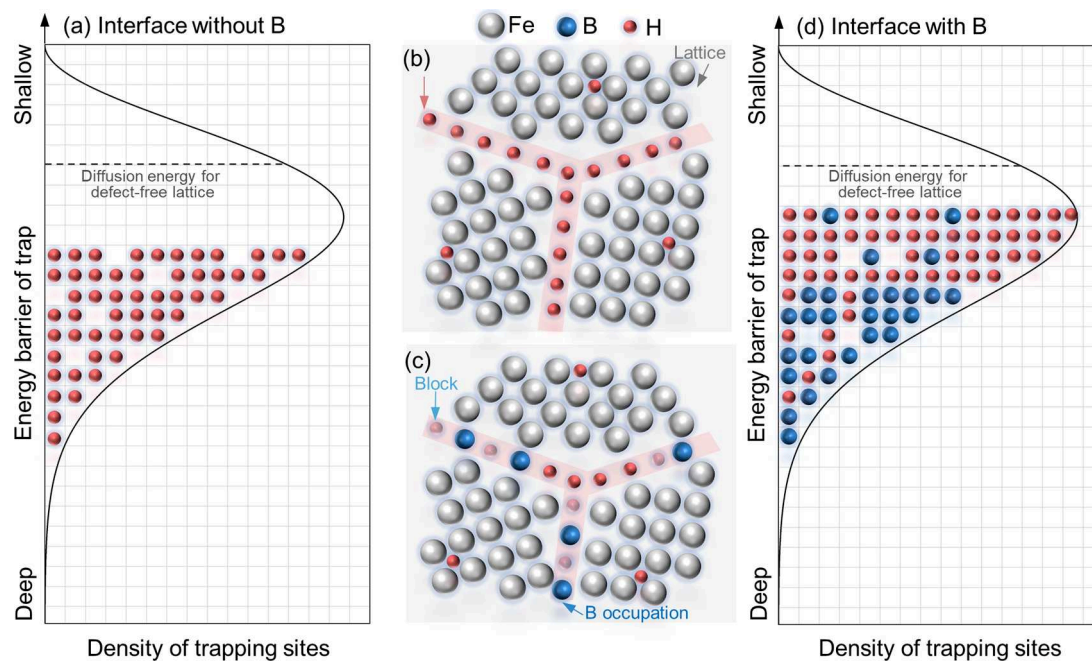 (a) Interface without B
Shallow
Energy barrier of trap
Deep
Diffusion energy for
defect-free lattice
Density of trapping sites
Fe
B
H
(b)
Lattice
(c)
Block
B occupation
(d) Interface with B
Shallow
Energy barrier of trap
Deep
Diffusion energy for
defect-free lattice
Density of trapping sites